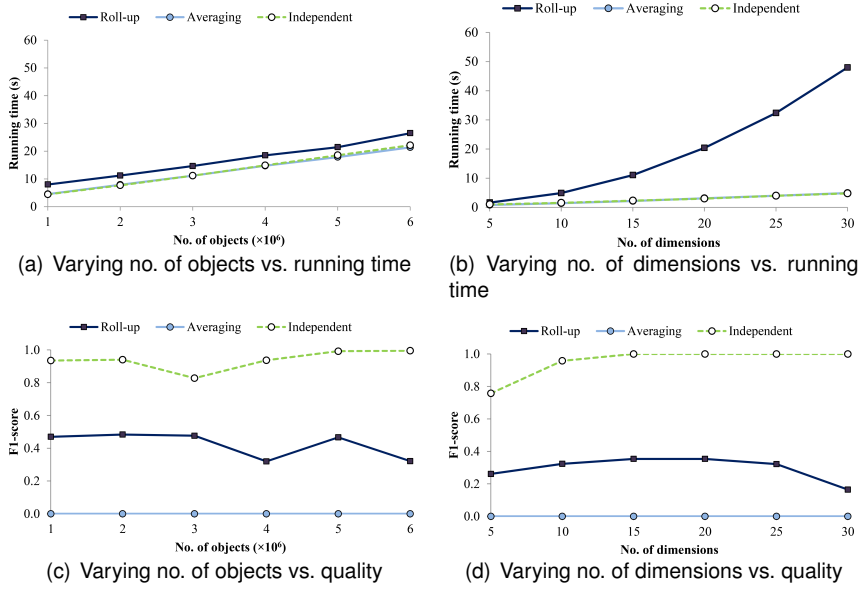 Roll-up Averaging Independent
60
50
40
30
20
10
0
Running time (s)
1 2 3 4 5 6
No. of objects (×10⁶)
(a) Varying no. of objects vs. running time
Roll-up Averaging Independent
60
50
40
30
20
10
0
Running time (s)
5 10 15 20 25 30
No. of dimensions
(b) Varying no. of dimensions vs. running
time
Roll-up Averaging Independent
1.0
0.8
0.6
0.4
0.2
0.0
F1-score
1 2 3 4 5 6
No. of objects (×10⁶)
(c) Varying no. of objects vs. quality
Roll-up Averaging Independent
1.0
0.8
0.6
0.4
0.2
0.0
F1-score
5 10 15 20 25 30
No. of dimensions
(d) Varying no. of dimensions vs. quality